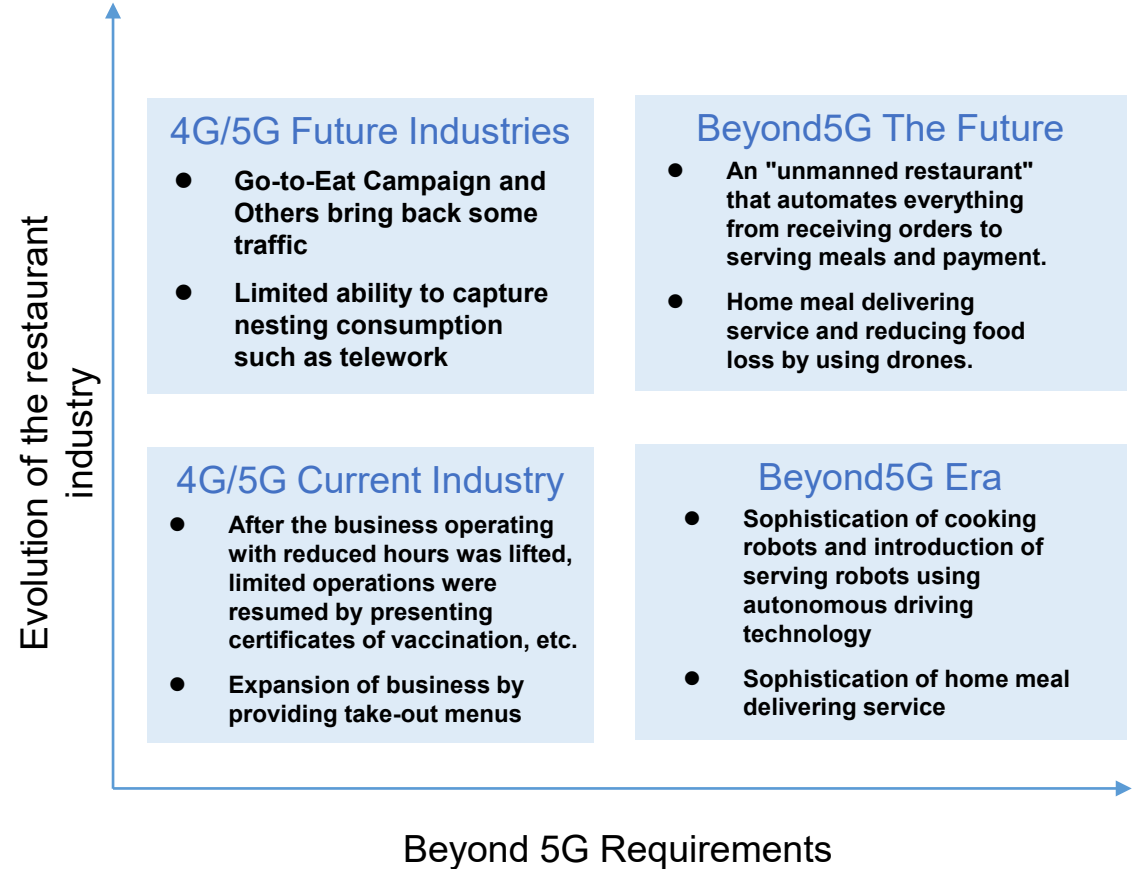 Evolution of the restaurant
industry
4G/5G Future Industries
● Go-to-Eat Campaign and
Others bring back some
traffic
● Limited ability to capture
nesting consumption
such as telework
Beyond5G The Future
● An "unmanned restaurant"
that automates everything
from receiving orders to
serving meals and payment.
● Home meal delivering
service and reducing food
loss by using drones.
4G/5G Current Industry
● After the business operating
with reduced hours was lifted,
limited operations were
resumed by presenting
certificates of vaccination, etc.
● Expansion of business by
providing take-out menus
Beyond5G Era
● Sophistication of cooking
robots and introduction of
serving robots using
autonomous driving
technology
● Sophistication of home meal
delivering service
Beyond 5G Requirements